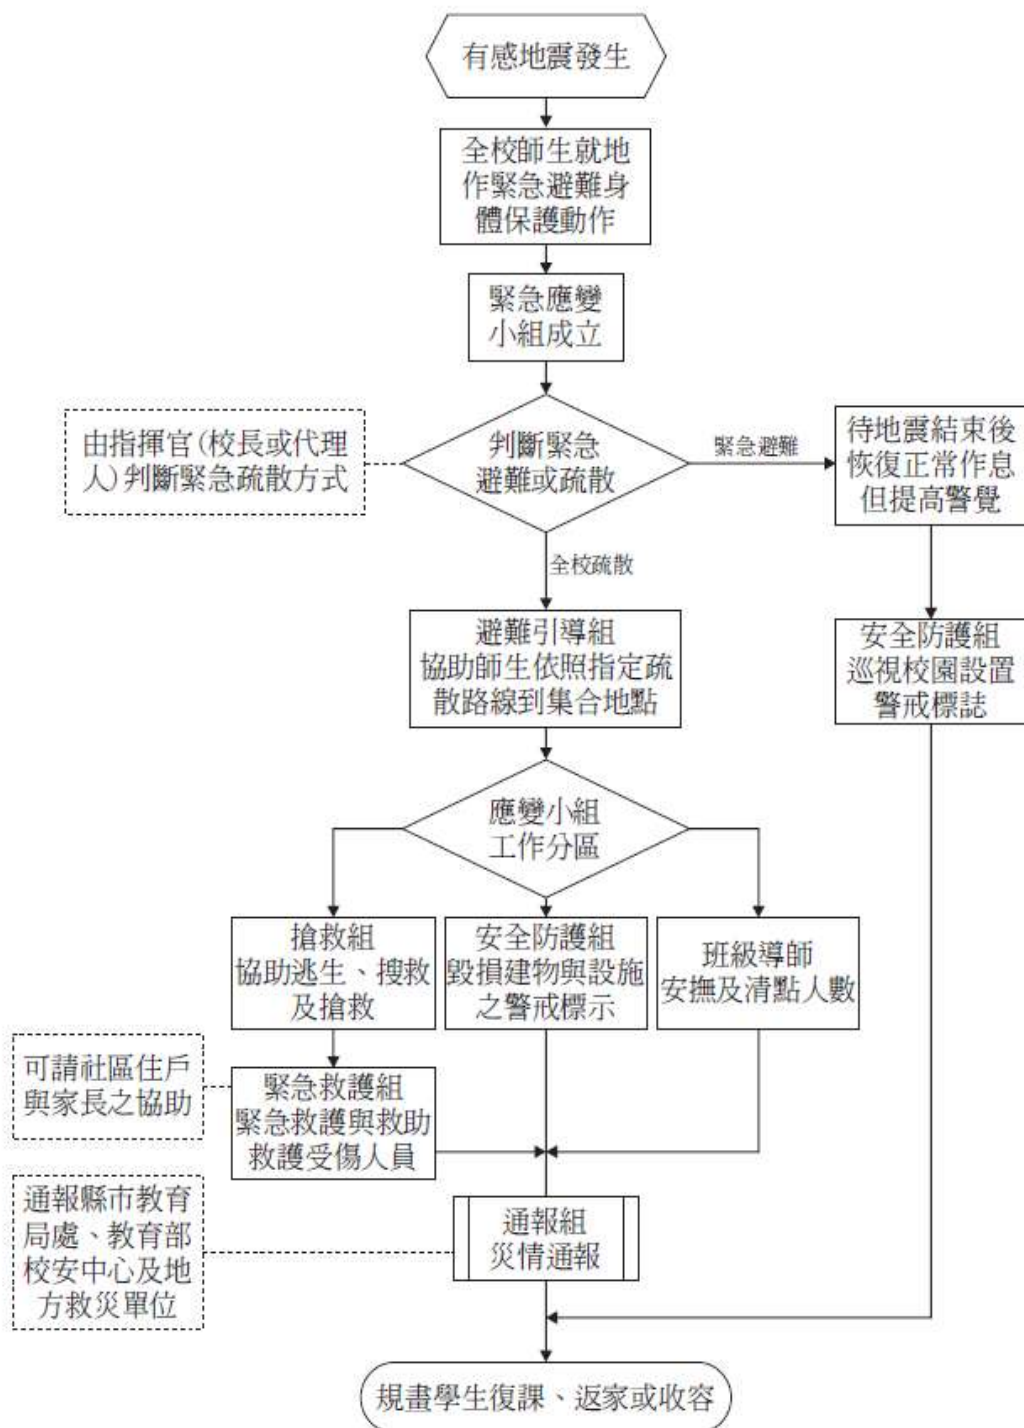 有感地震發生
全校師生就地
作緊急避難身
體保護動作
緊急應變
小組成立
由指揮官(校長或代理
人)判斷緊急疏散方式
判斷緊急
避難或疏散
緊急避難
待地震結束後
恢復正常作息
但提高警覺
全校疏散
避難引導組
協助師生依照指定疏
散路線到集合地點
安全防護組
巡視校園設置
警戒標誌
應變小組
工作分區
搶救組
協助逃生、搜救
及搶救
安全防護組
毀損建物與設施
之警戒標示
班級導師
安撫及清點人數
可請社區住戶
與家長之協助
緊急救護組
緊急救護與救助
救護受傷人員
通報縣市教育
局處、教育部
校安中心及地
方救災單位
通報組
災情通報
規畫學生復課、返家或收容